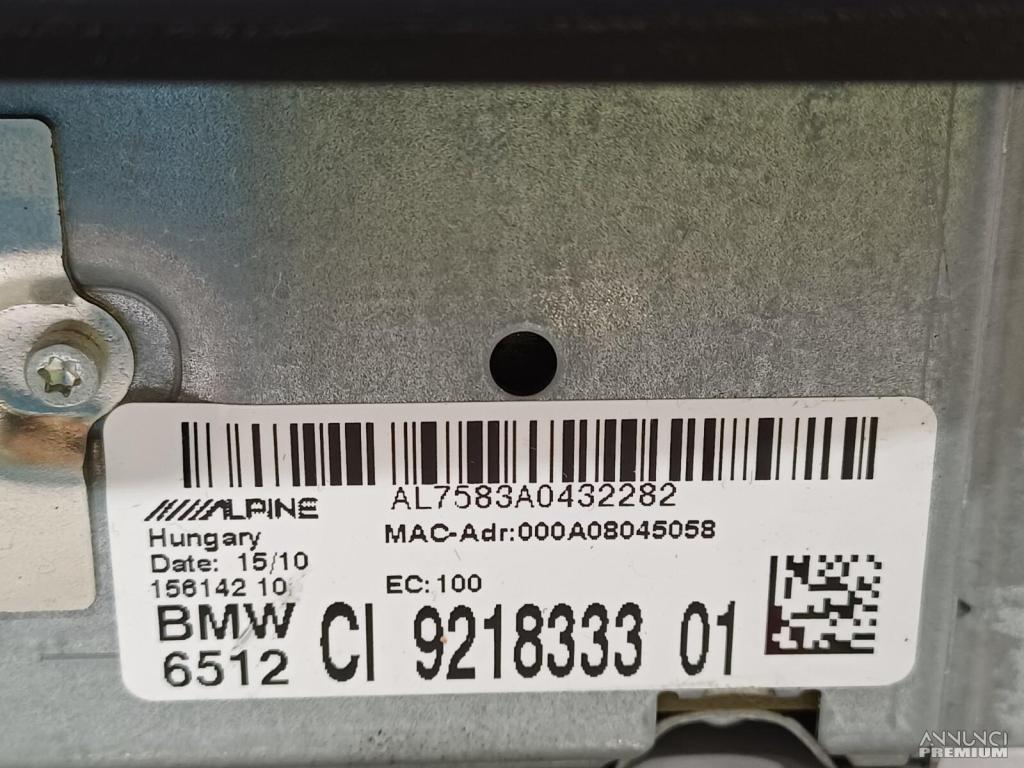 AL7583A0432282
ALPINE
MAC-Adr:000A08045058
Hungary
Date: 15/10
158142 10
EC:100
BMW
6512
CI 9218333 01
ANNUNCI
PREMIUM